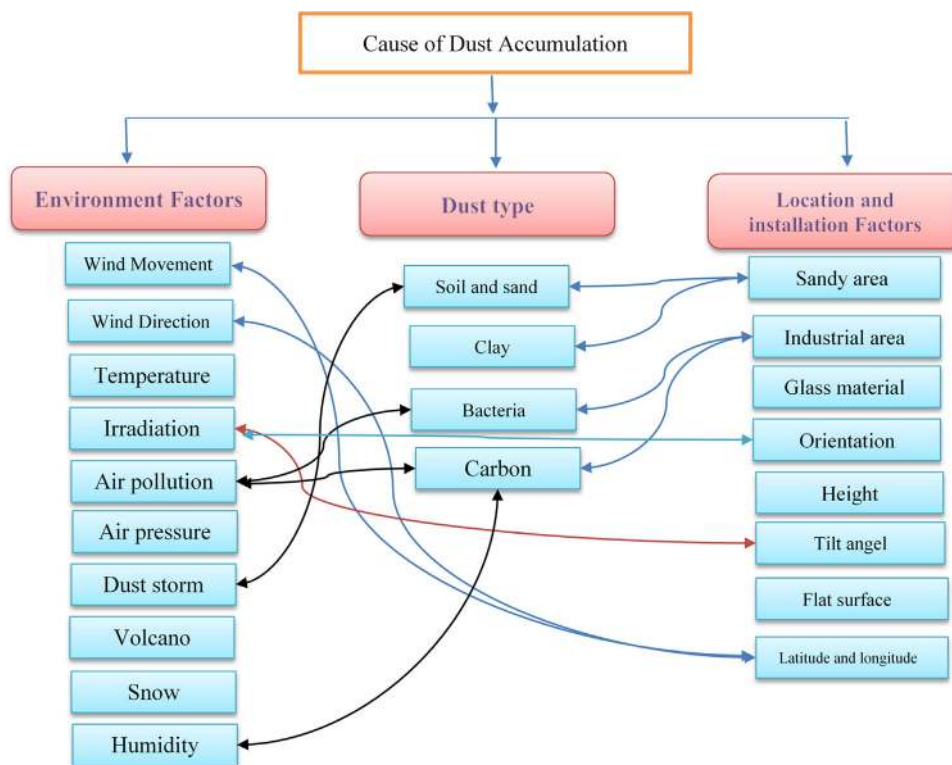 Cause of Dust Accumulation
Environment Factors
Wind Movement
Wind Direction
Temperature
Irradiation
Air pollution
Air pressure
Dust storm
Volcano
Snow
Humidity
Dust type
Soil and sand
Clay
Bacteria
Carbon
Location and
installation Factors
Sandy area
Industrial area
Glass material
Orientation
Height
Tilt angel
Flat surface
Latitude and longitude